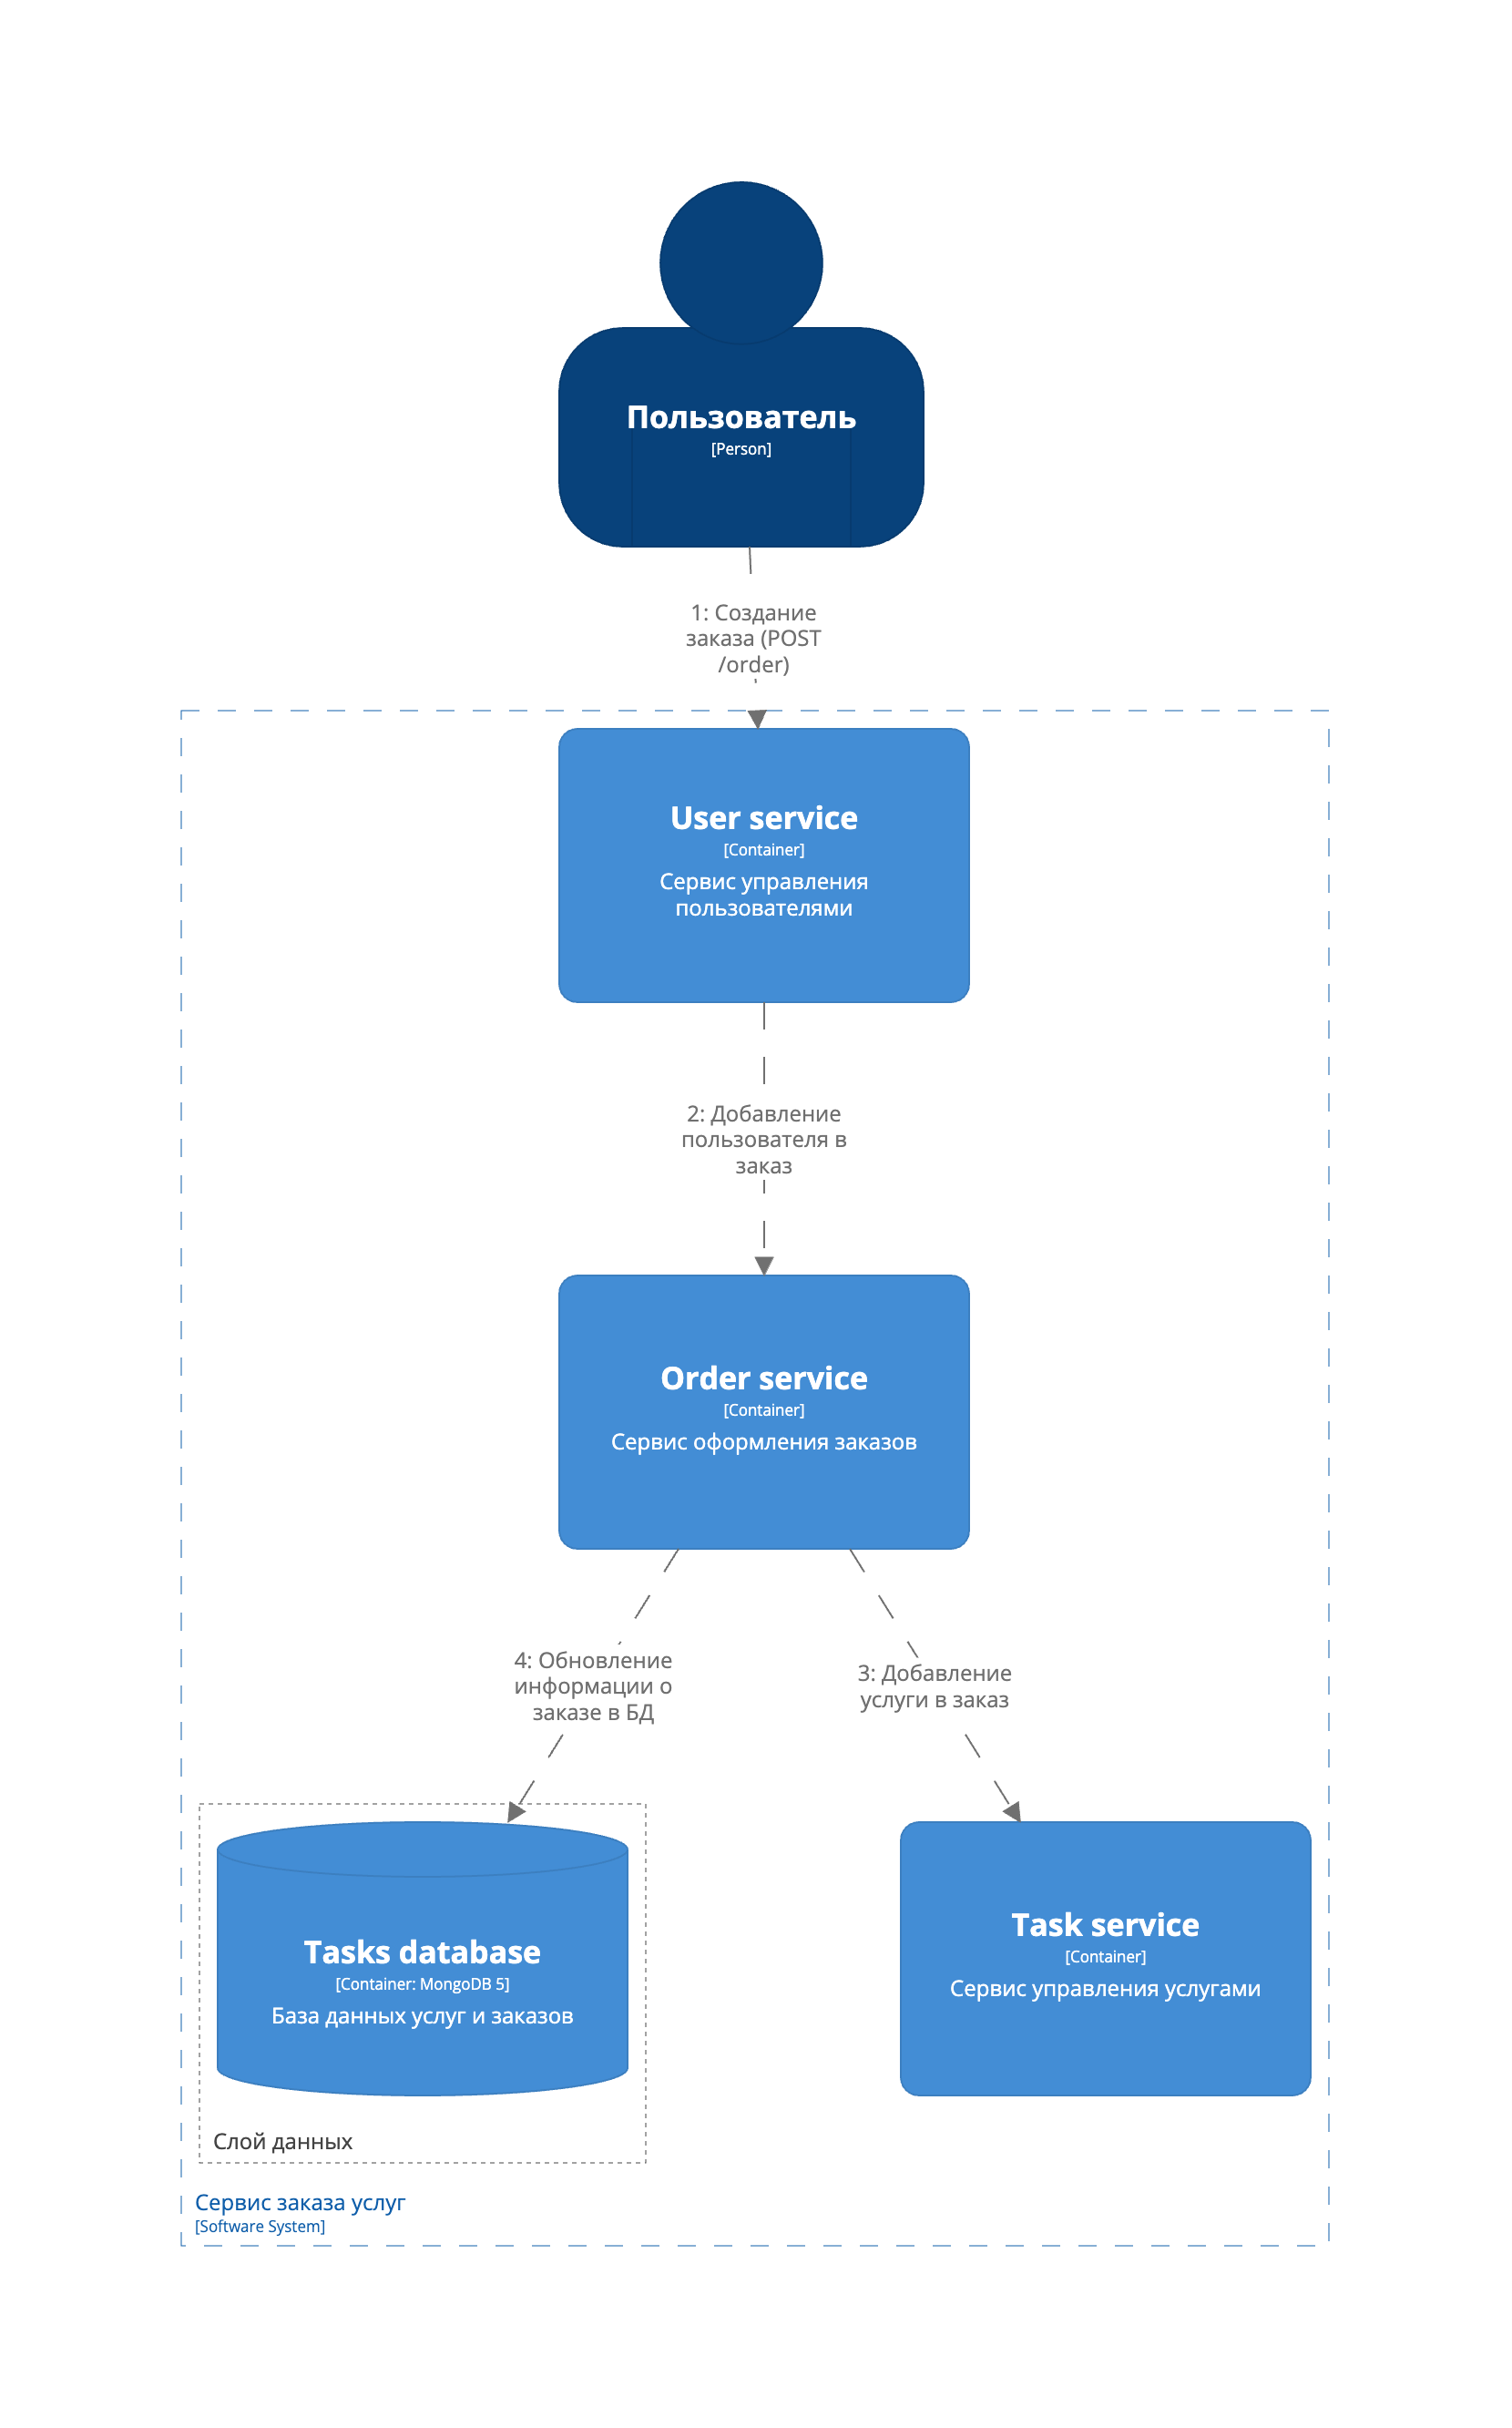 Пользователь
[Person]
1: Создание
заказа (POST
/order)
User service
[Container]
Сервис управления
пользователями
2: Добавление
пользователя в
заказ
Order service
[Container]
Сервис оформления заказов
4: Обновление
информации о
заказе в БД
3: Добавление
услуги в заказ
Tasks database
[Container: MongoDB 5]
База данных услуг и заказов
Task service
[Container]
Сервис управления услугами
Слой данных
Сервис заказа услуг
[Software System]